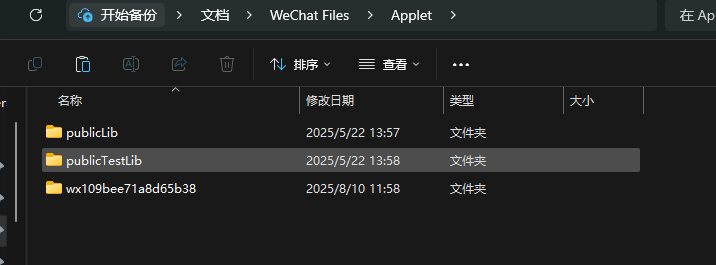 开始备份 > 文档 > WeChat Files > Applet > 在 Ap
排序 查看 ...
名称 修改日期 类型 大小
publicLib 2025/5/22 13:57 文件夹
publicTestLib 2025/5/22 13:58 文件夹
wx109bee71a8d65b38 2025/8/10 11:58 文件夹
er